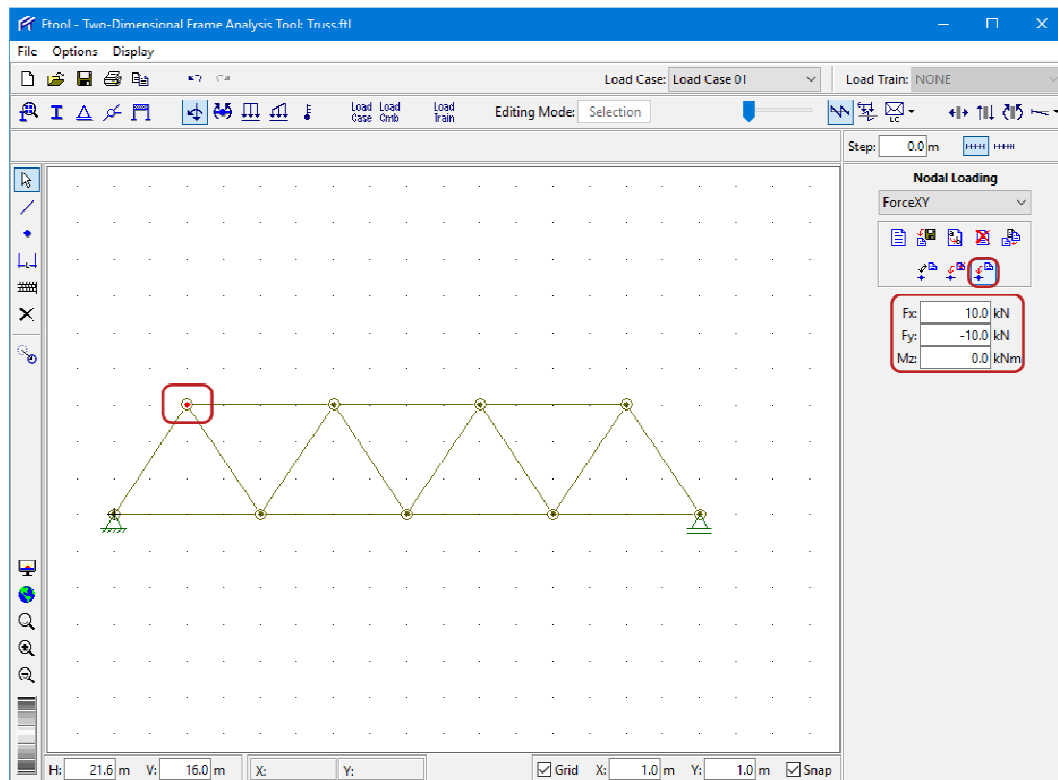 Ftool - Two-Dimensional Frame Analysis Tool: Truss.ftl
File Options Display
Load Case: Load Case 01 Load Train: NONE
Load Case Load Cmb Load Train Editing Mode: Selection LC
Step: 0.0 m
Nodal Loading
ForceXY
Fx: 10.0 kN
Fy: -10.0 kN
Mz: 0.0 kNm
H: 21.6 m V: 16.0 m X: Y: Grid X: 1.0 m Y: 1.0 m Snap